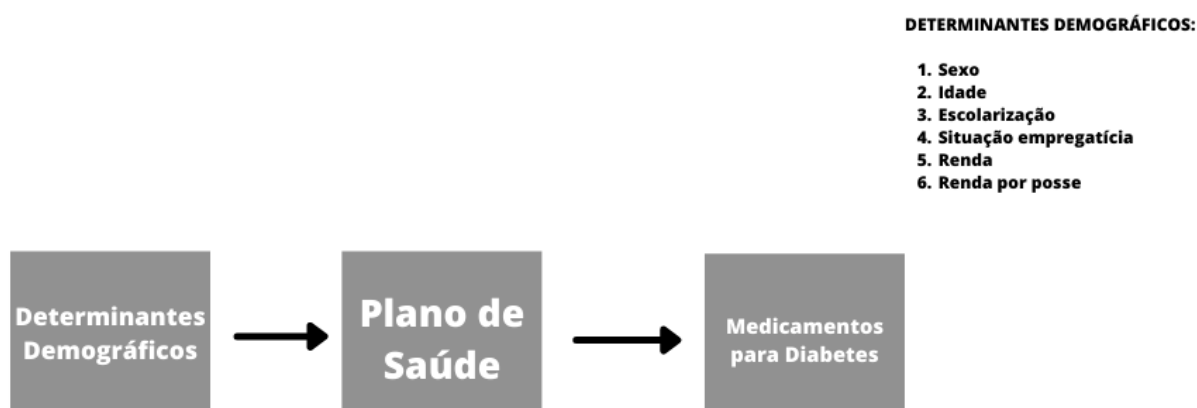 DETERMINANTES DEMOGRÁFICOS:
1. Sexo
2. Idade
3. Escolarização
4. Situação empregatícia
5. Renda
6. Renda por posse
Determinantes
Demográficos
Plano de
Saúde
Medicamentos
para Diabetes